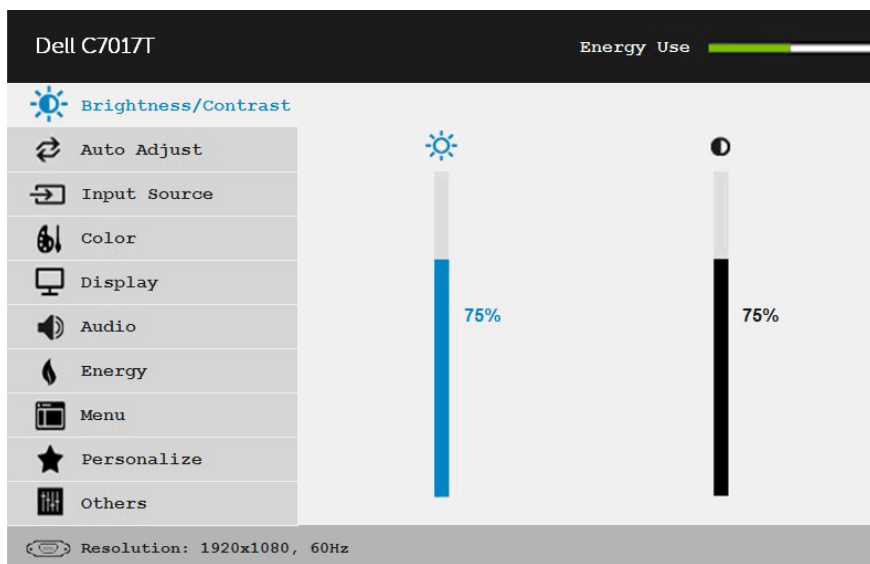 Dell C7017T
Energy Use
Brightness/Contrast
Auto Adjust
Input Source
Color
Display
Audio
Energy
Menu
Personalize
Others
75%
75%
Resolution: 1920x1080, 60Hz